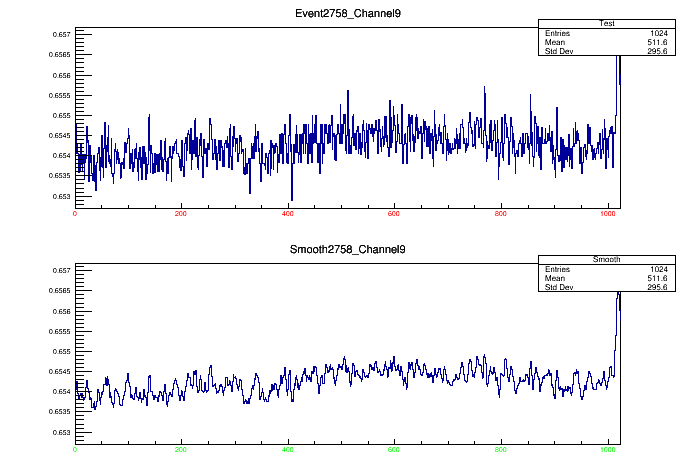 Event2758_Channel9
Test
Entries 1024
Mean 511.6
Std Dev 295.6
0.657
0.6565
0.656
0.6555
0.655
0.6545
0.654
0.6535
0.653
0 200 400 600 800 1000
Smooth2758_Channel9
Smooth
Entries 1024
Mean 511.6
Std Dev 295.6
0.657
0.6565
0.656
0.6555
0.655
0.6545
0.654
0.6535
0.653
0 200 400 600 800 1000